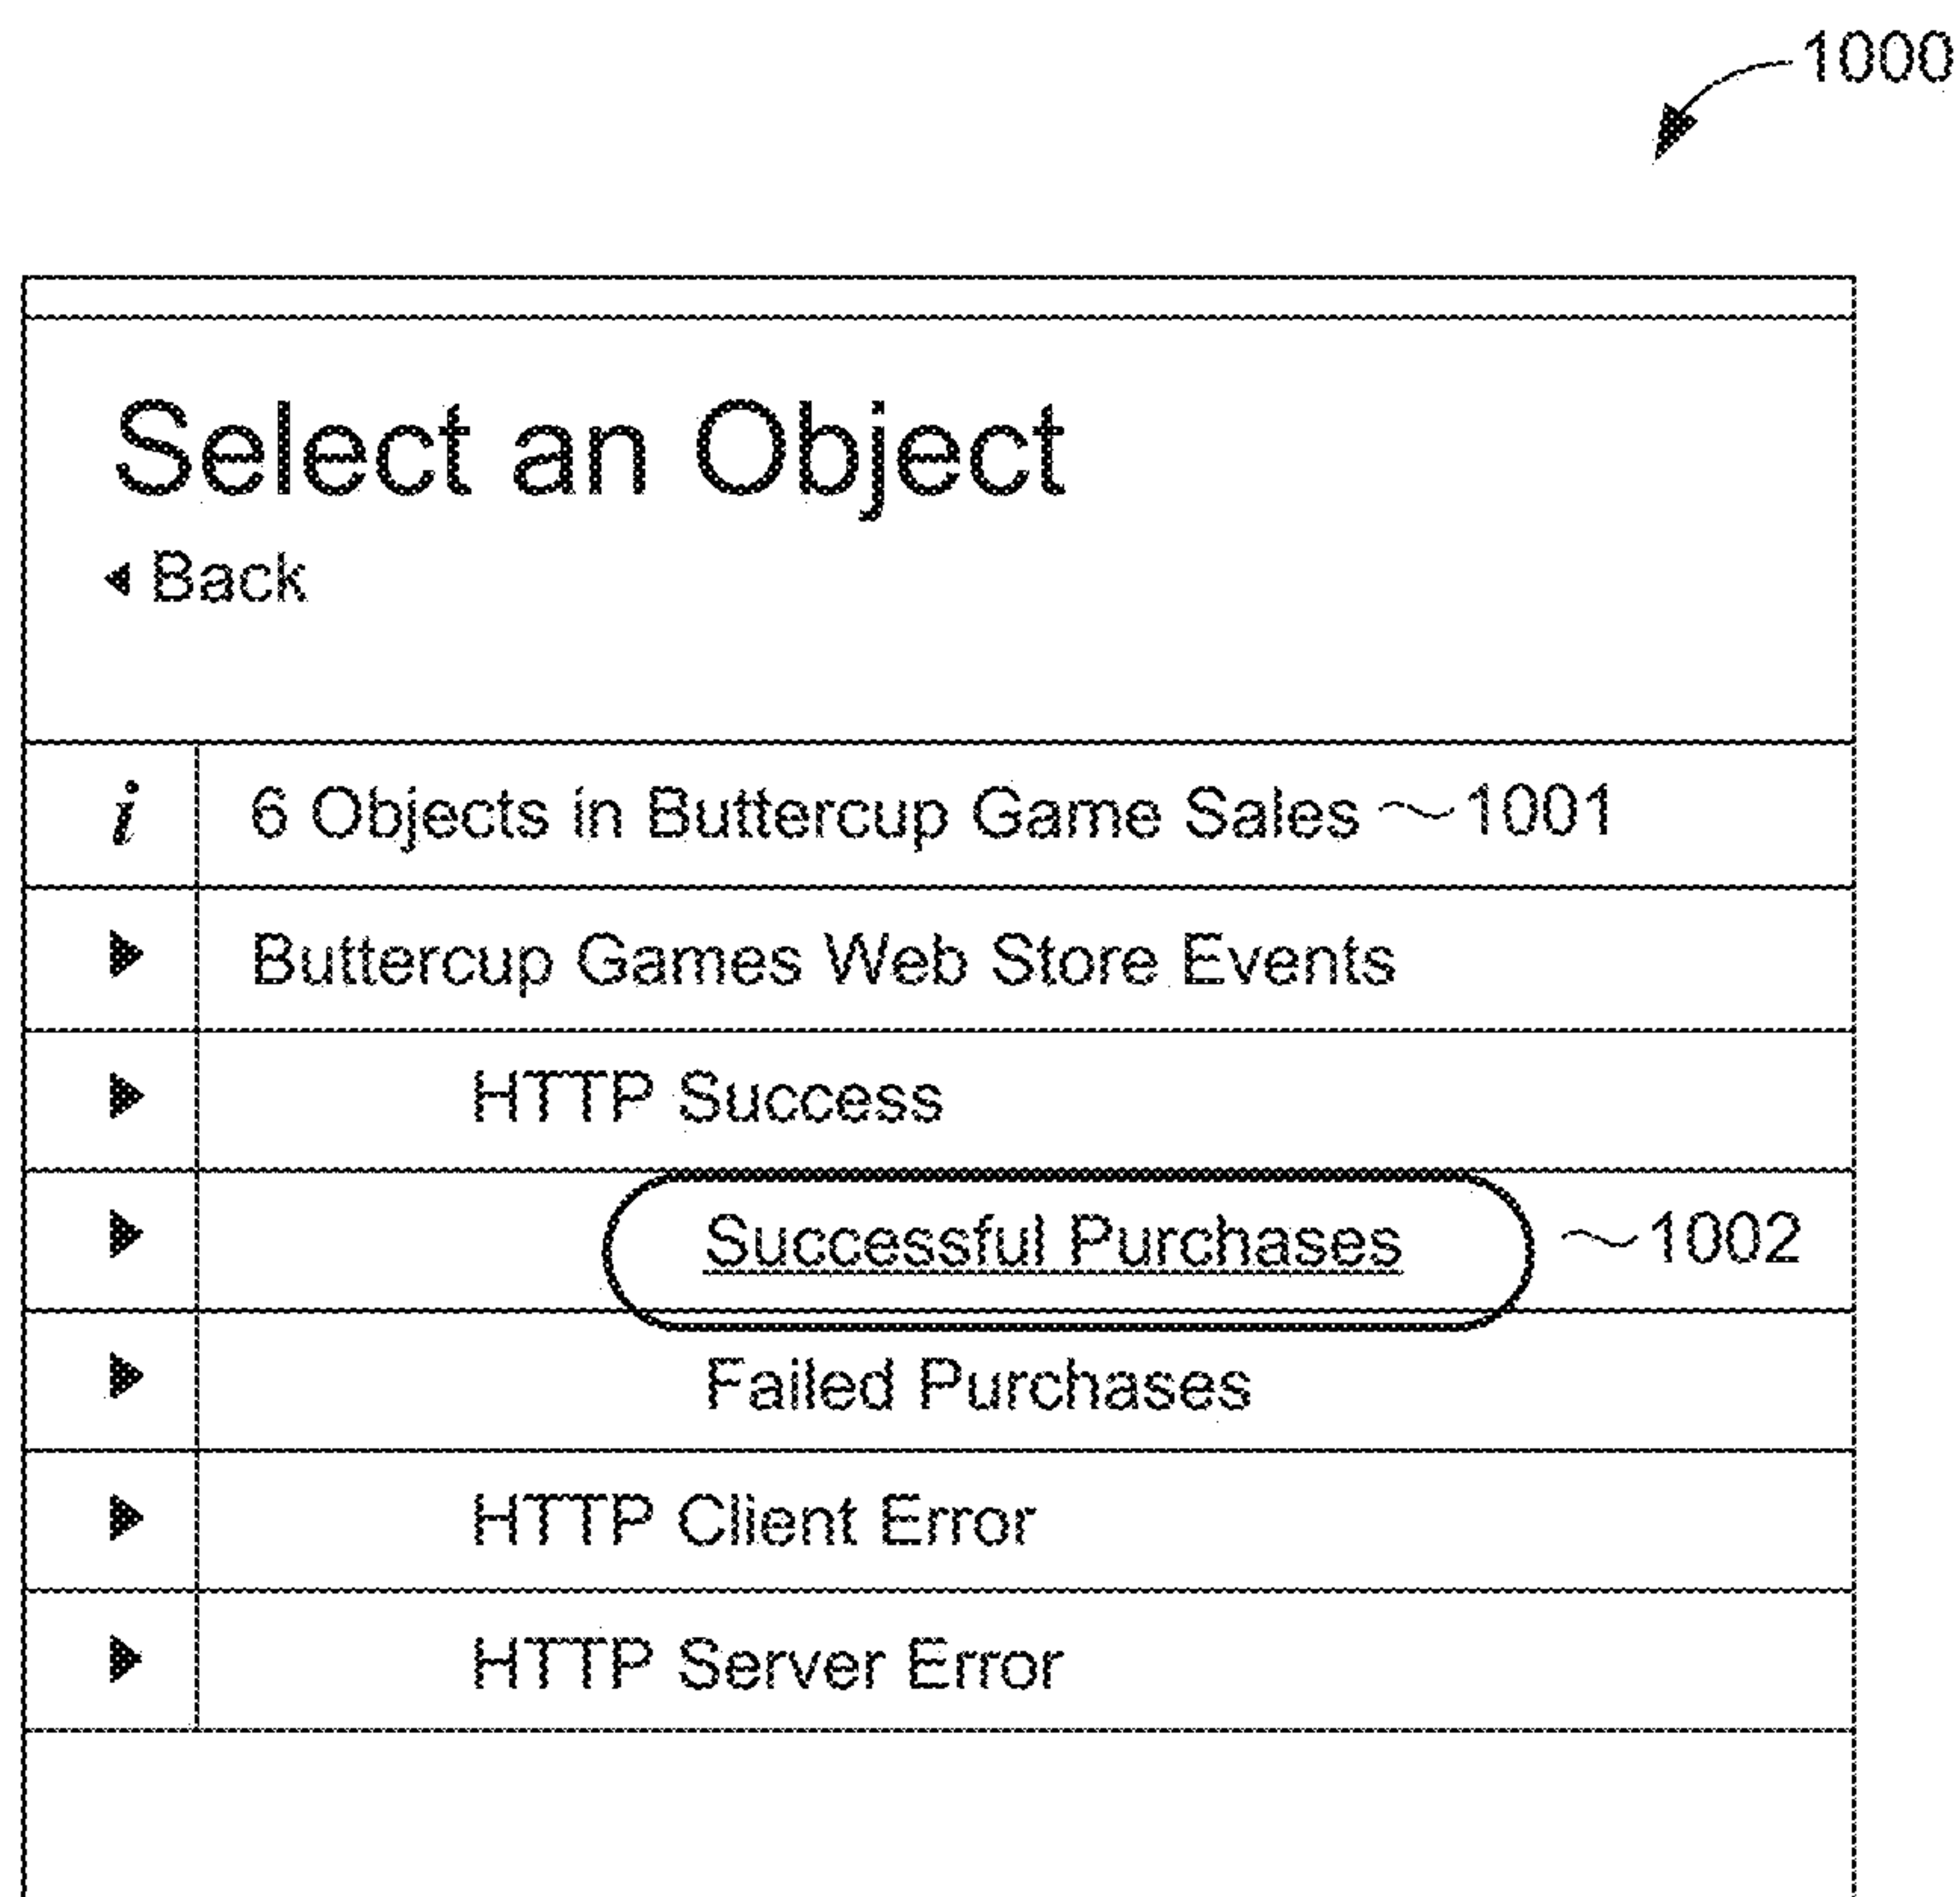 1000
Select an Object
Back
i 6 Objects in Buttercup Game Sales 1001
Buttercup Games Web Store Events
HTTP Success
Successful Purchases 1002
Failed Purchases
HTTP Client Error
HTTP Server Error